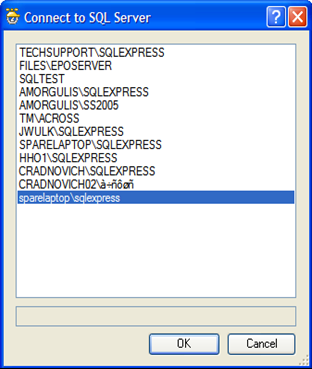 Connect to SQL Server
TECHSUPPORT\SQLEXPRESS
FILES\EPOSERVER
SQLTEST
AMORGULIS\SQLEXPRESS
AMORGULIS\SS2005
TM\ACROSS
JWULK\SQLEXPRESS
SPARELAPTOP\SQLEXPRESS
HHO1\SQLEXPRESS
CRADNOVICH\SQLEXPRESS
CRADNOVICH02\à÷ñôøñ
sparelaptop\sqlexpress
OK
Cancel